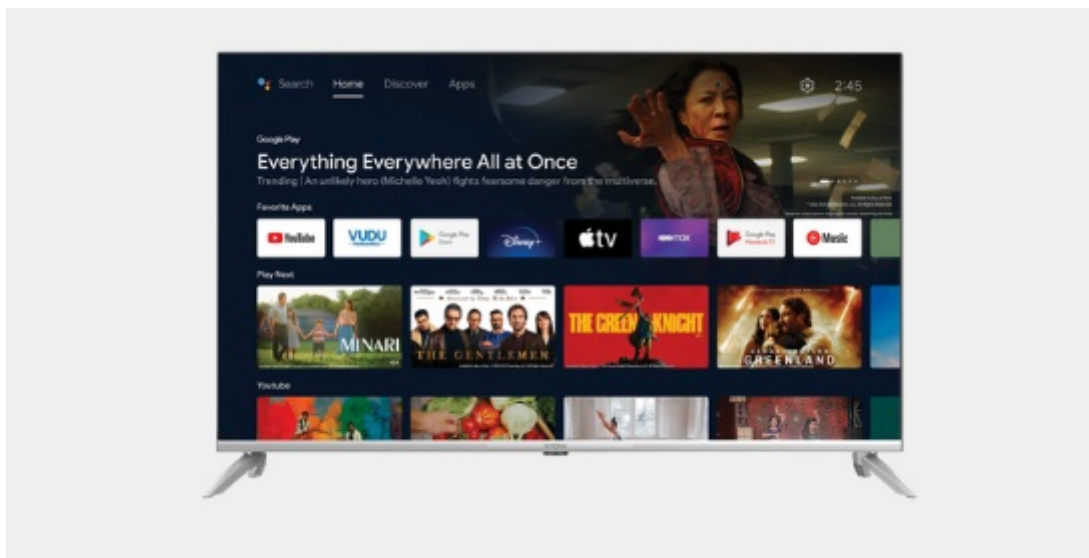 Search Home Discover Apps 2:45
Google Play
Everything Everywhere All at Once
Trending | An unlikely hero (Michelle Yeoh) fights fearsome danger from the multiverse.
Favorite Apps
YouTube VUDU Google Play Store Disney+ tv HBO max Google Play Movies & TV Music
Play Next
MINARI THE GENTLEMEN THE GREEN KNIGHT GREENLAND
Youtube